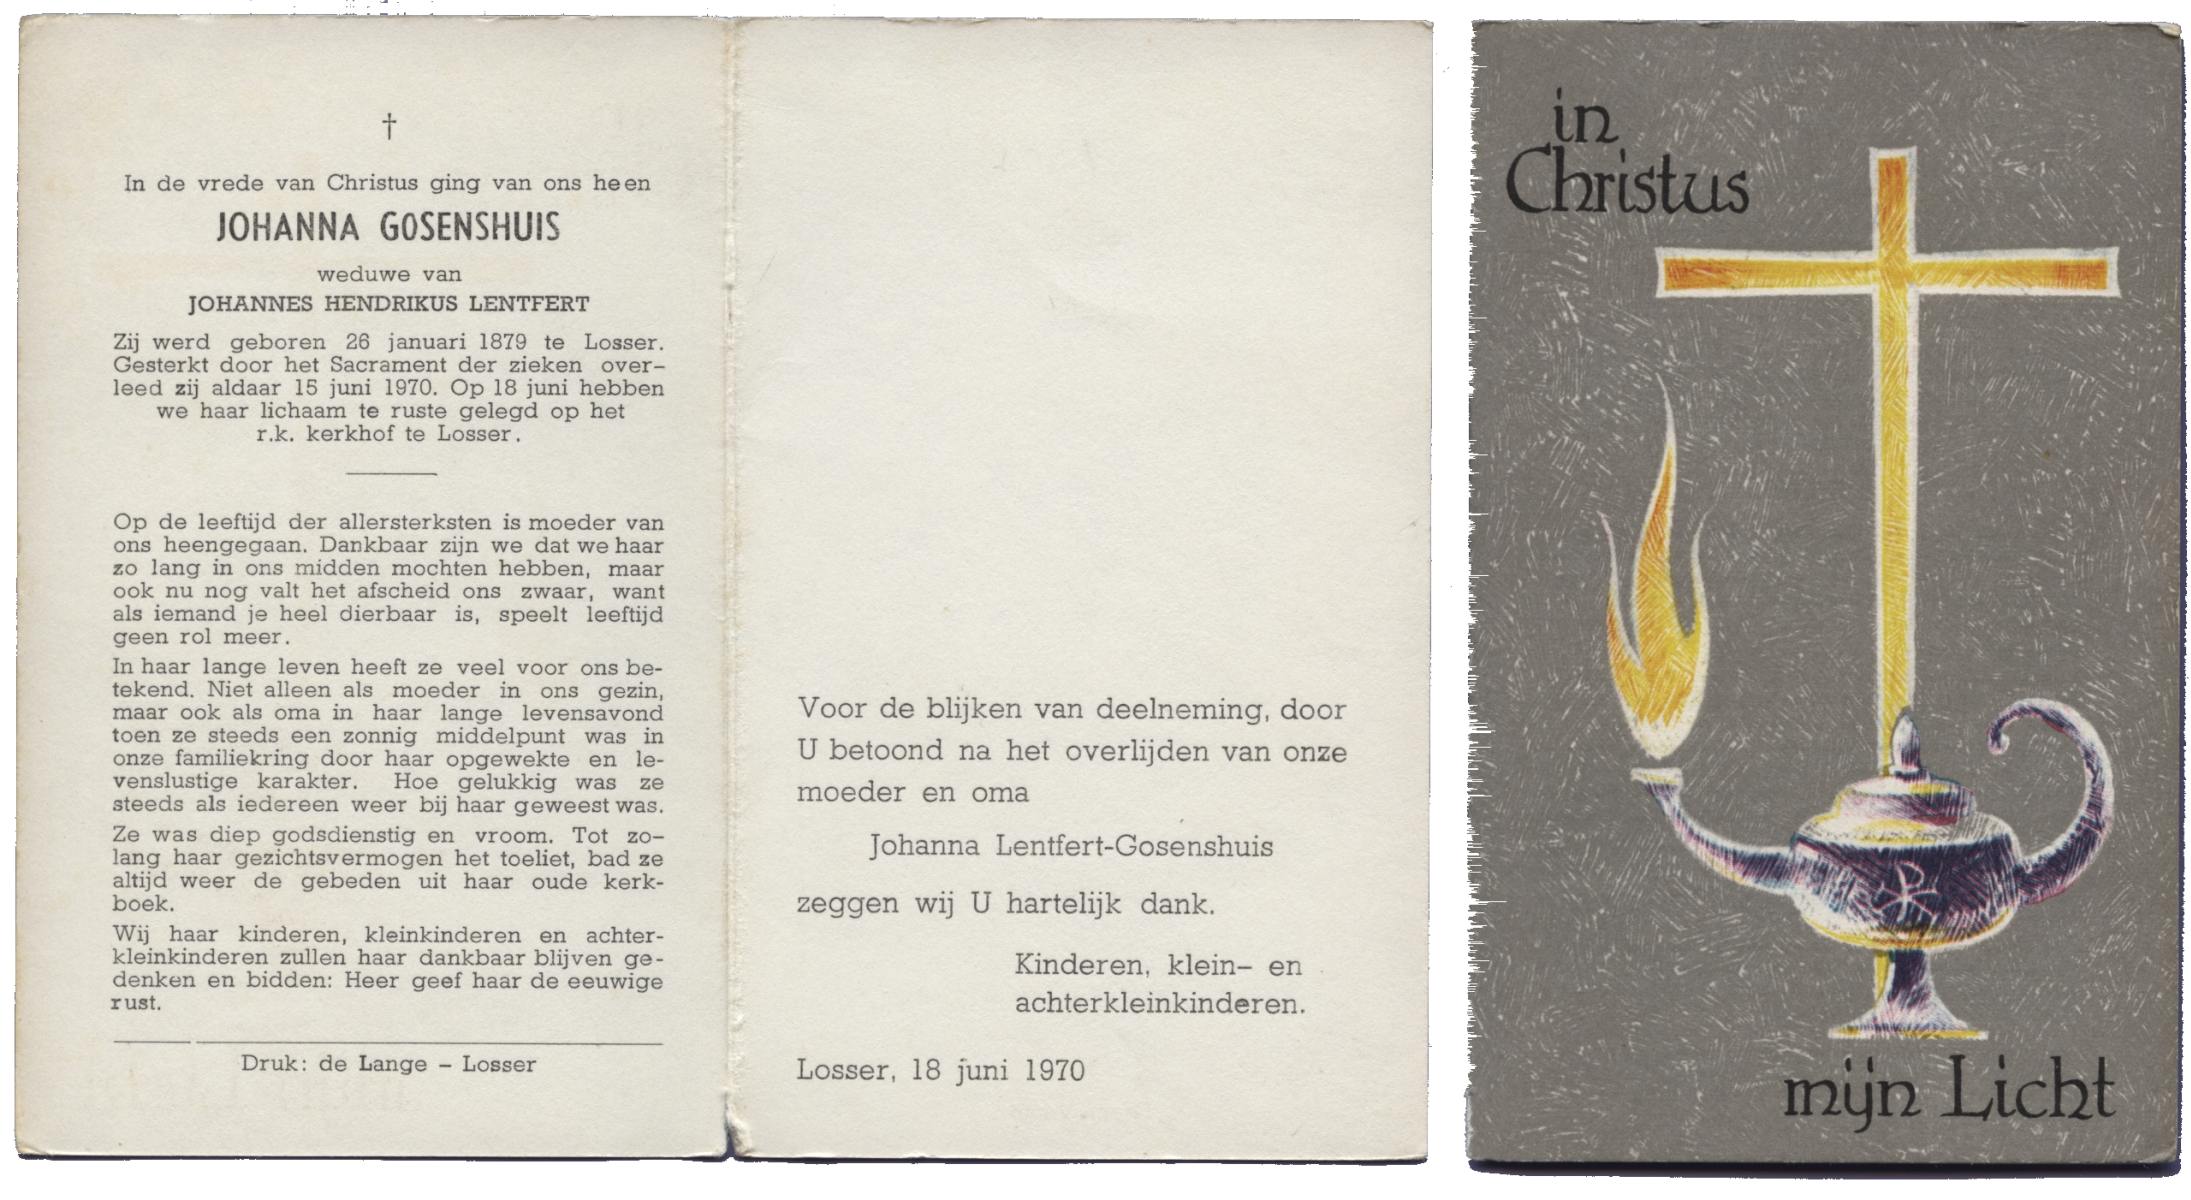 †
In de vrede van Christus ging van ons heen
JOHANNA GOSENSHUIS
weduwe van
JOHANNES HENDRIKUS LENTFERT
Zij werd geboren 26 januari 1879 te Losser.
Gesterkt door het Sacrament der zieken over-
leed zij aldaar 15 juni 1970. Op 18 juni hebben
we haar lichaam te ruste gelegd op het
r.k. kerkhof te Losser.
Op de leeftijd der allersterksten is moeder van
ons heengegaan. Dankbaar zijn we dat we haar
zo lang in ons midden mochten hebben, maar
ook nu nog valt het afscheid ons zwaar, want
als iemand je heel dierbaar is, speelt leeftijd
geen rol meer.
In haar lange leven heeft ze veel voor ons be-
tekend. Niet alleen als moeder in ons gezin,
maar ook als oma in haar lange levensavond
toen ze steeds een zonnig middelpunt was in
onze familiekring door haar opgewekte en le-
venslustige karakter. Hoe gelukkig was ze
steeds als iedereen weer bij haar geweest was.
Ze was diep godsdienstig en vroom. Tot zo-
lang haar gezichtsvermogen het toeliet, bad ze
altijd weer de gebeden uit haar oude kerk-
boek.
Wij haar kinderen, kleinkinderen en achter-
kleinkinderen zullen haar dankbaar blijven ge-
denken en bidden: Heer geef haar de eeuwige
rust.
Druk: de Lange – Losser
Voor de blijken van deelneming, door
U betoond na het overlijden van onze
moeder en oma
Johanna Lentfert-Gosenshuis
zeggen wij U hartelijk dank.
Kinderen, klein- en
achterkleinkinderen.
Losser, 18 juni 1970
in
Christus
mijn Licht